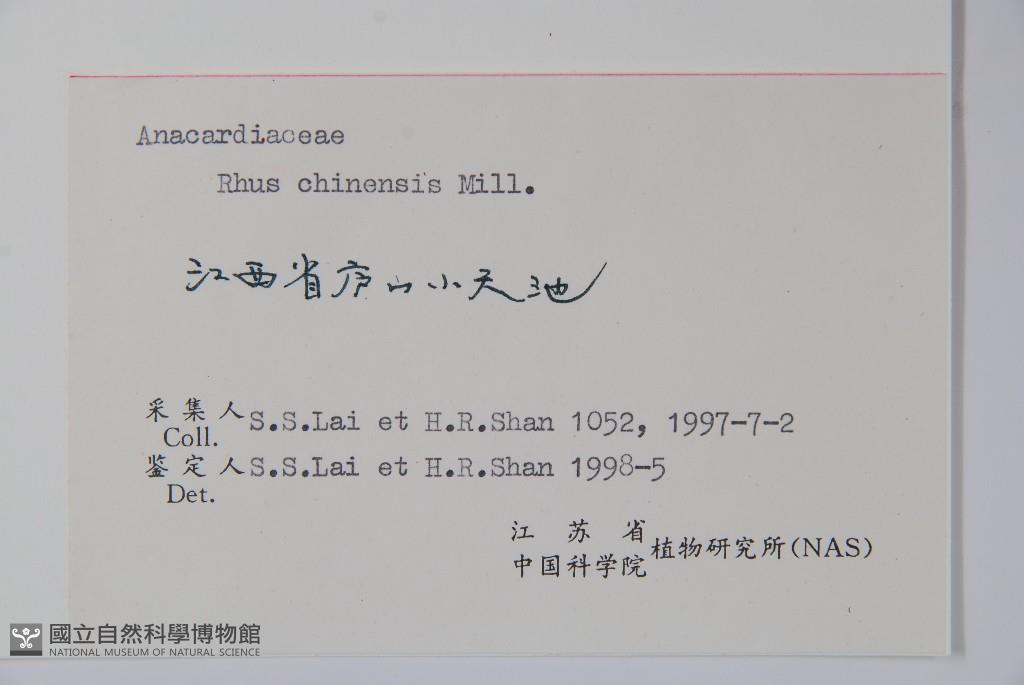 Anacardiaceae
Rhus chinensis Mill.
江西省庐山小天池
采集人 S.S.Lai et H.R.Shan 1052, 1997-7-2
Coll.
鉴定人 S.S.Lai et H.R.Shan 1998-5
Det.
江苏省
中国科学院 植物研究所(NAS)
國立自然科學博物館
NATIONAL MUSEUM OF NATURAL SCIENCE